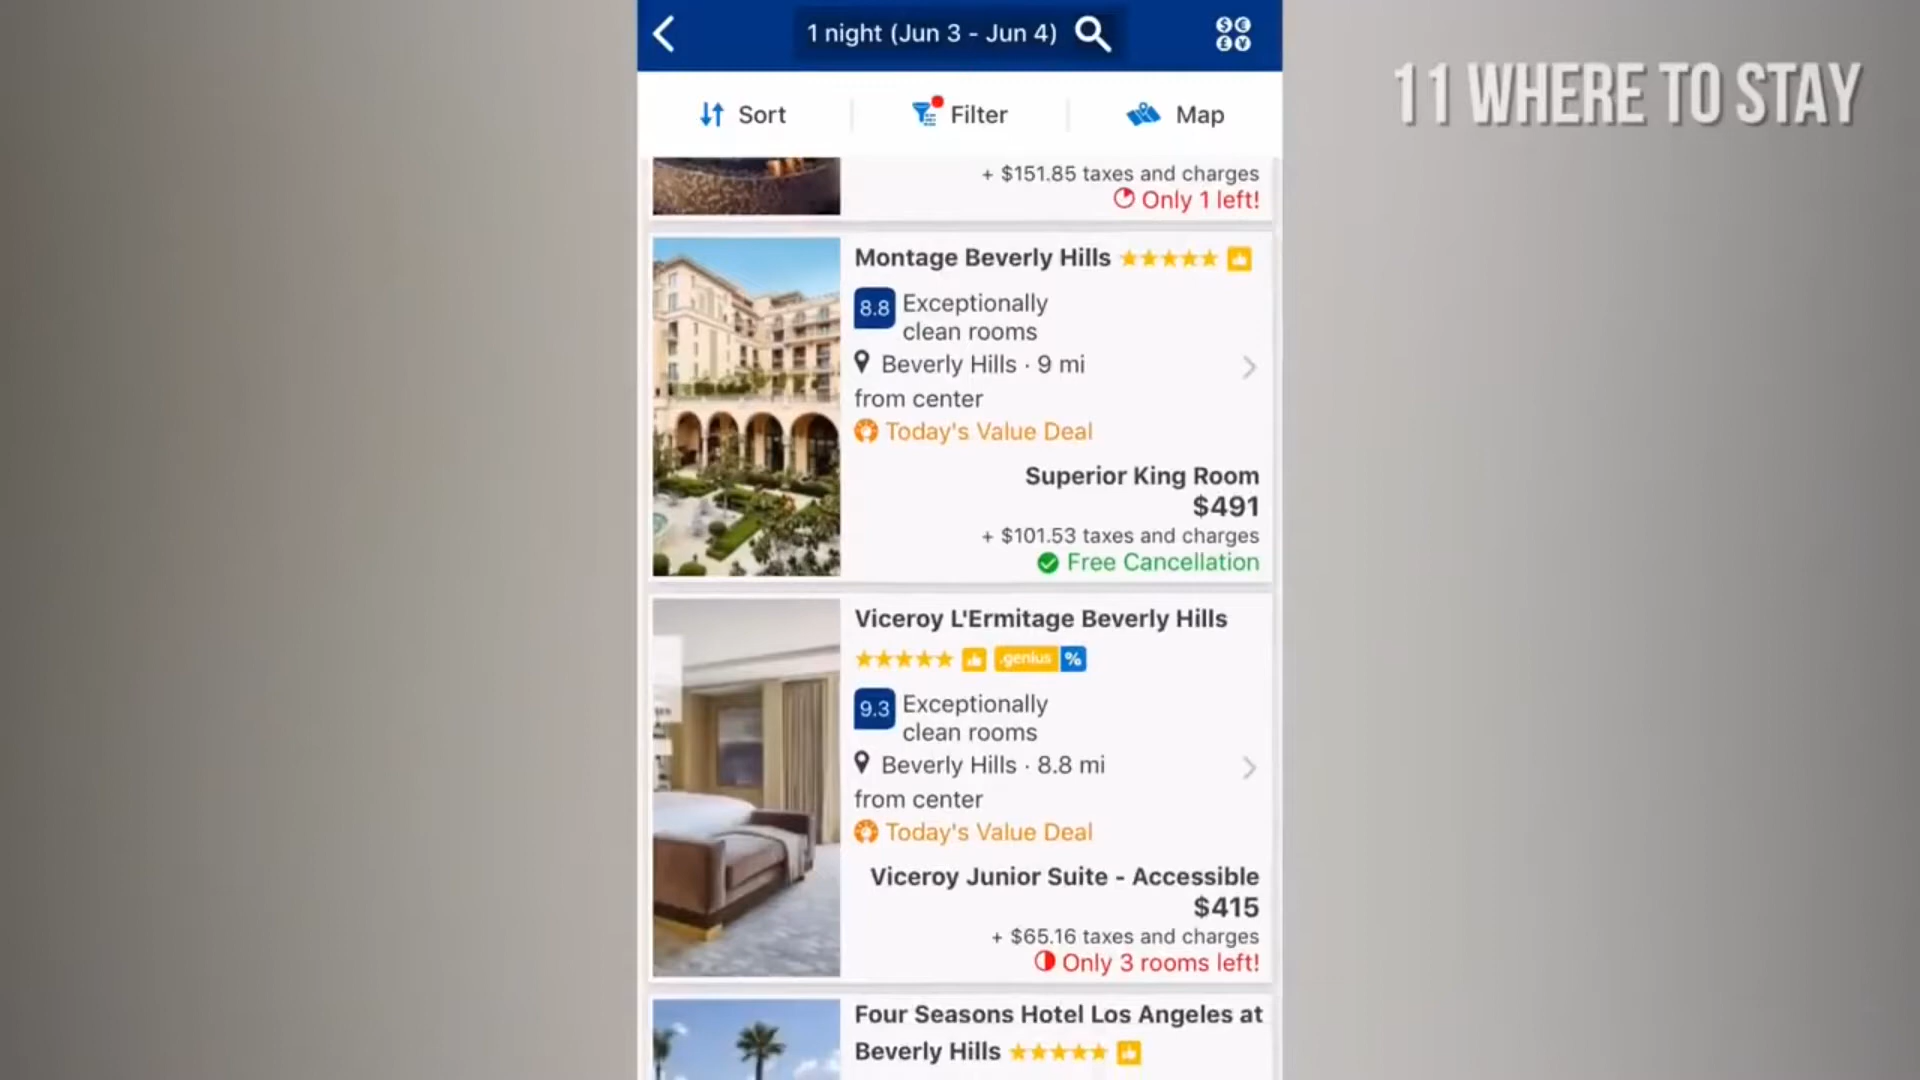 1 night (Jun 3 - Jun 4)
11 WHERE TO STAY
Sort
Filter
Map
+ $151.85 taxes and charges
Only 1 left!
Montage Beverly Hills
8.8
Exceptionally
clean rooms
Beverly Hills · 9 mi
from center
Today's Value Deal
Superior King Room
$491
+ $101.53 taxes and charges
Free Cancellation
Viceroy L'Ermitage Beverly Hills
.genius %
9.3
Exceptionally
clean rooms
Beverly Hills · 8.8 mi
from center
Today's Value Deal
Viceroy Junior Suite - Accessible
$415
+ $65.16 taxes and charges
Only 3 rooms left!
Four Seasons Hotel Los Angeles at
Beverly Hills